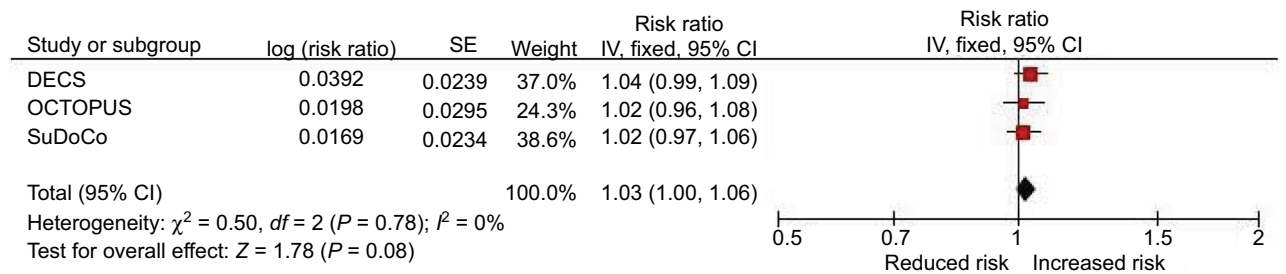 Risk ratio Risk ratio
Study or subgroup log (risk ratio) SE Weight IV, fixed, 95% CI IV, fixed, 95% CI
DECS 0.0392 0.0239 37.0% 1.04 (0.99, 1.09)
OCTOPUS 0.0198 0.0295 24.3% 1.02 (0.96, 1.08)
SuDoCo 0.0169 0.0234 38.6% 1.02 (0.97, 1.06)
Total (95% CI) 100.0% 1.03 (1.00, 1.06)
Heterogeneity: χ² = 0.50, df = 2 (P = 0.78); I² = 0%
Test for overall effect: Z = 1.78 (P = 0.08)
0.5 0.7 1 1.5 2
Reduced risk Increased risk